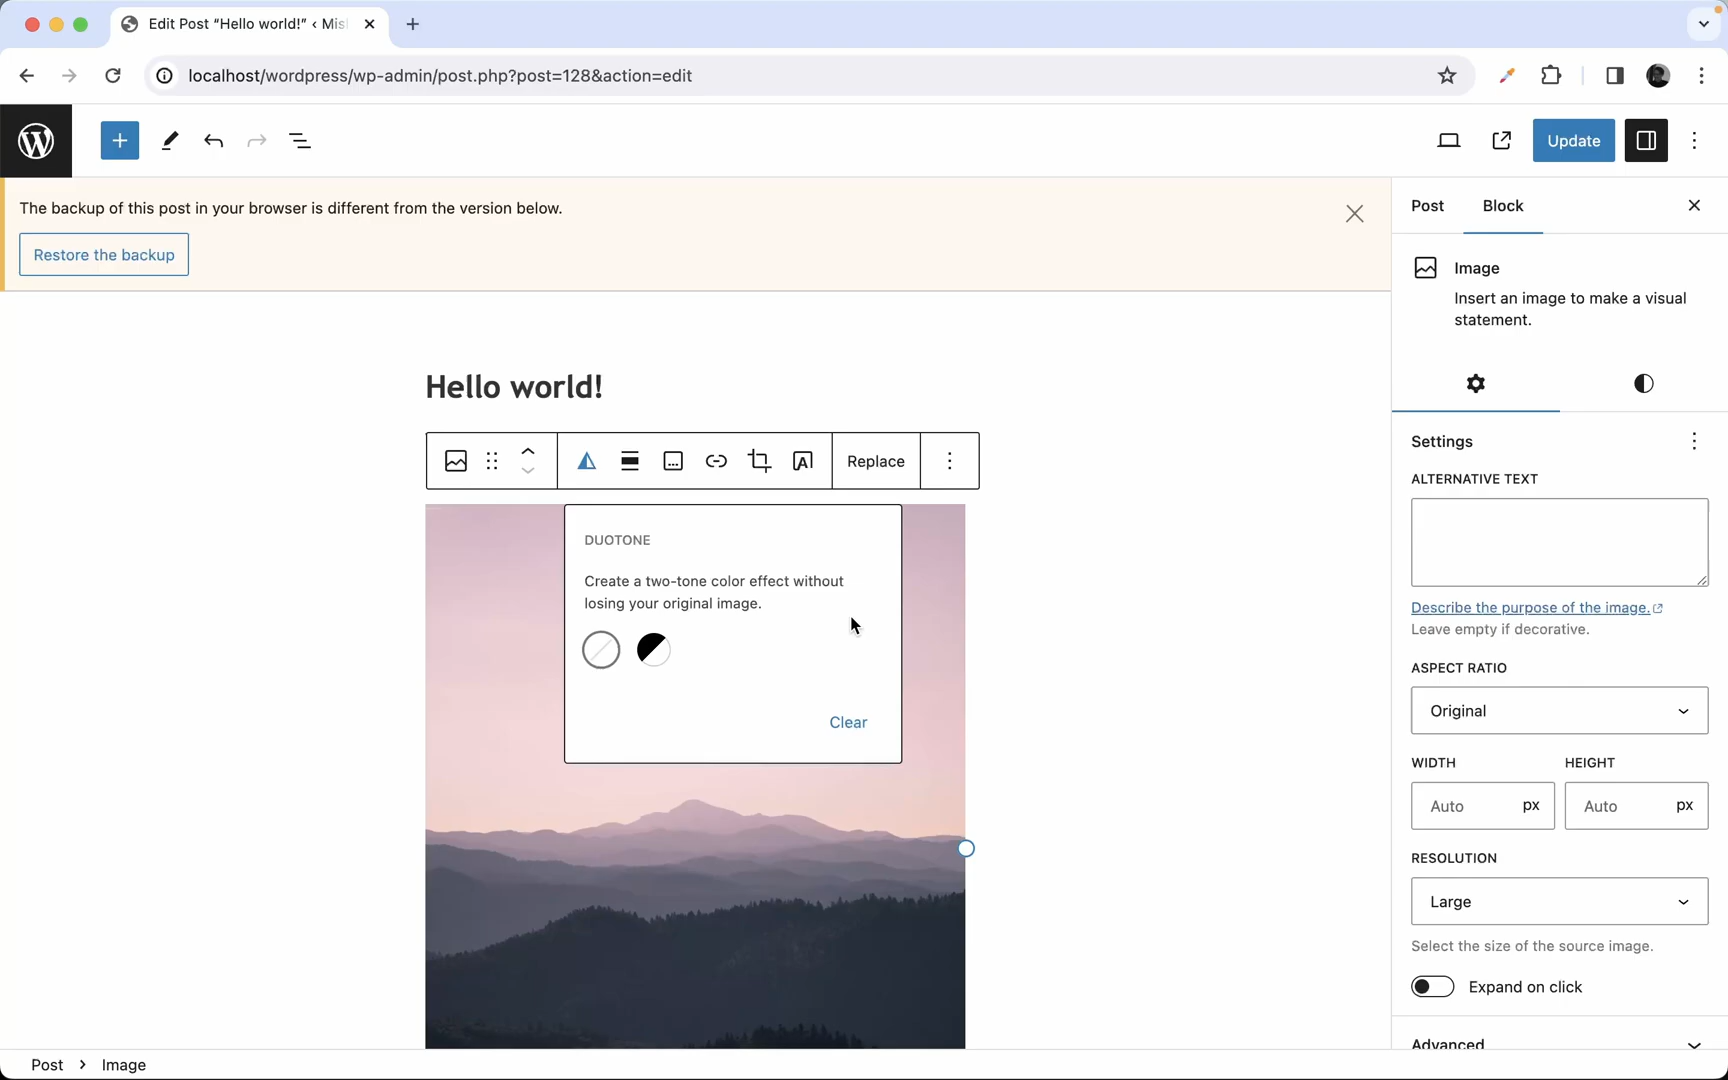 Edit Post “Hello world!” ‹ Mis
localhost/wordpress/wp-admin/post.php?post=128&action=edit
Update
The backup of this post in your browser is different from the version below.
Restore the backup
Post
Block
Image
Insert an image to make a visual
statement.
Hello world!
Replace
Settings
ALTERNATIVE TEXT
DUOTONE
Create a two-tone color effect without
losing your original image.
Clear
Describe the purpose of the image.
Leave empty if decorative.
ASPECT RATIO
Original
WIDTH
HEIGHT
Auto px
Auto px
RESOLUTION
Large
Select the size of the source image.
Expand on click
Advanced
Post › Image